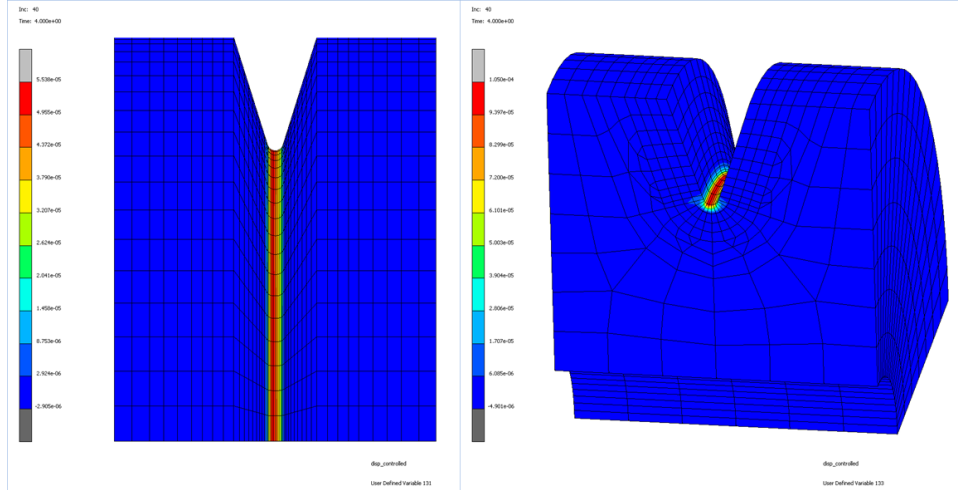 Inc: 40
Time: 4.000e+00
5.538e-05
4.955e-05
4.372e-05
3.790e-05
3.207e-05
2.624e-05
2.041e-05
1.458e-05
8.753e-06
2.924e-06
-2.905e-06
disp_controlled
User Defined Variable 131
Inc: 40
Time: 4.000e+00
1.050e-04
9.397e-05
8.299e-05
7.200e-05
6.101e-05
5.003e-05
3.904e-05
2.806e-05
1.707e-05
6.085e-06
-4.901e-06
disp_controlled
User Defined Variable 133